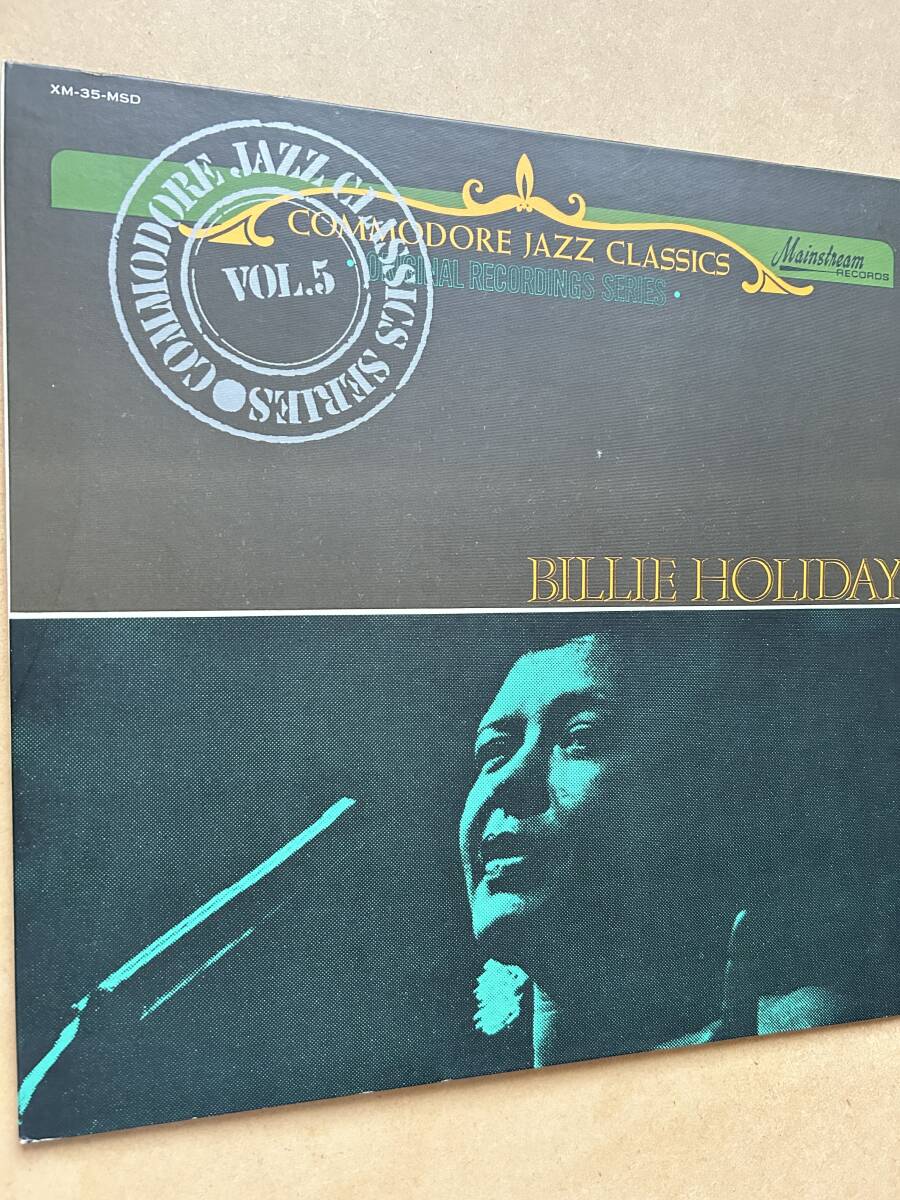 XM-35-MSD
COMMODORE JAZZ CLASSICS SERIES
VOL.5
COMMODORE JAZZ CLASSICS
• ORIGINAL RECORDINGS SERIES •
Mainstream
RECORDS
BILLIE HOLIDAY